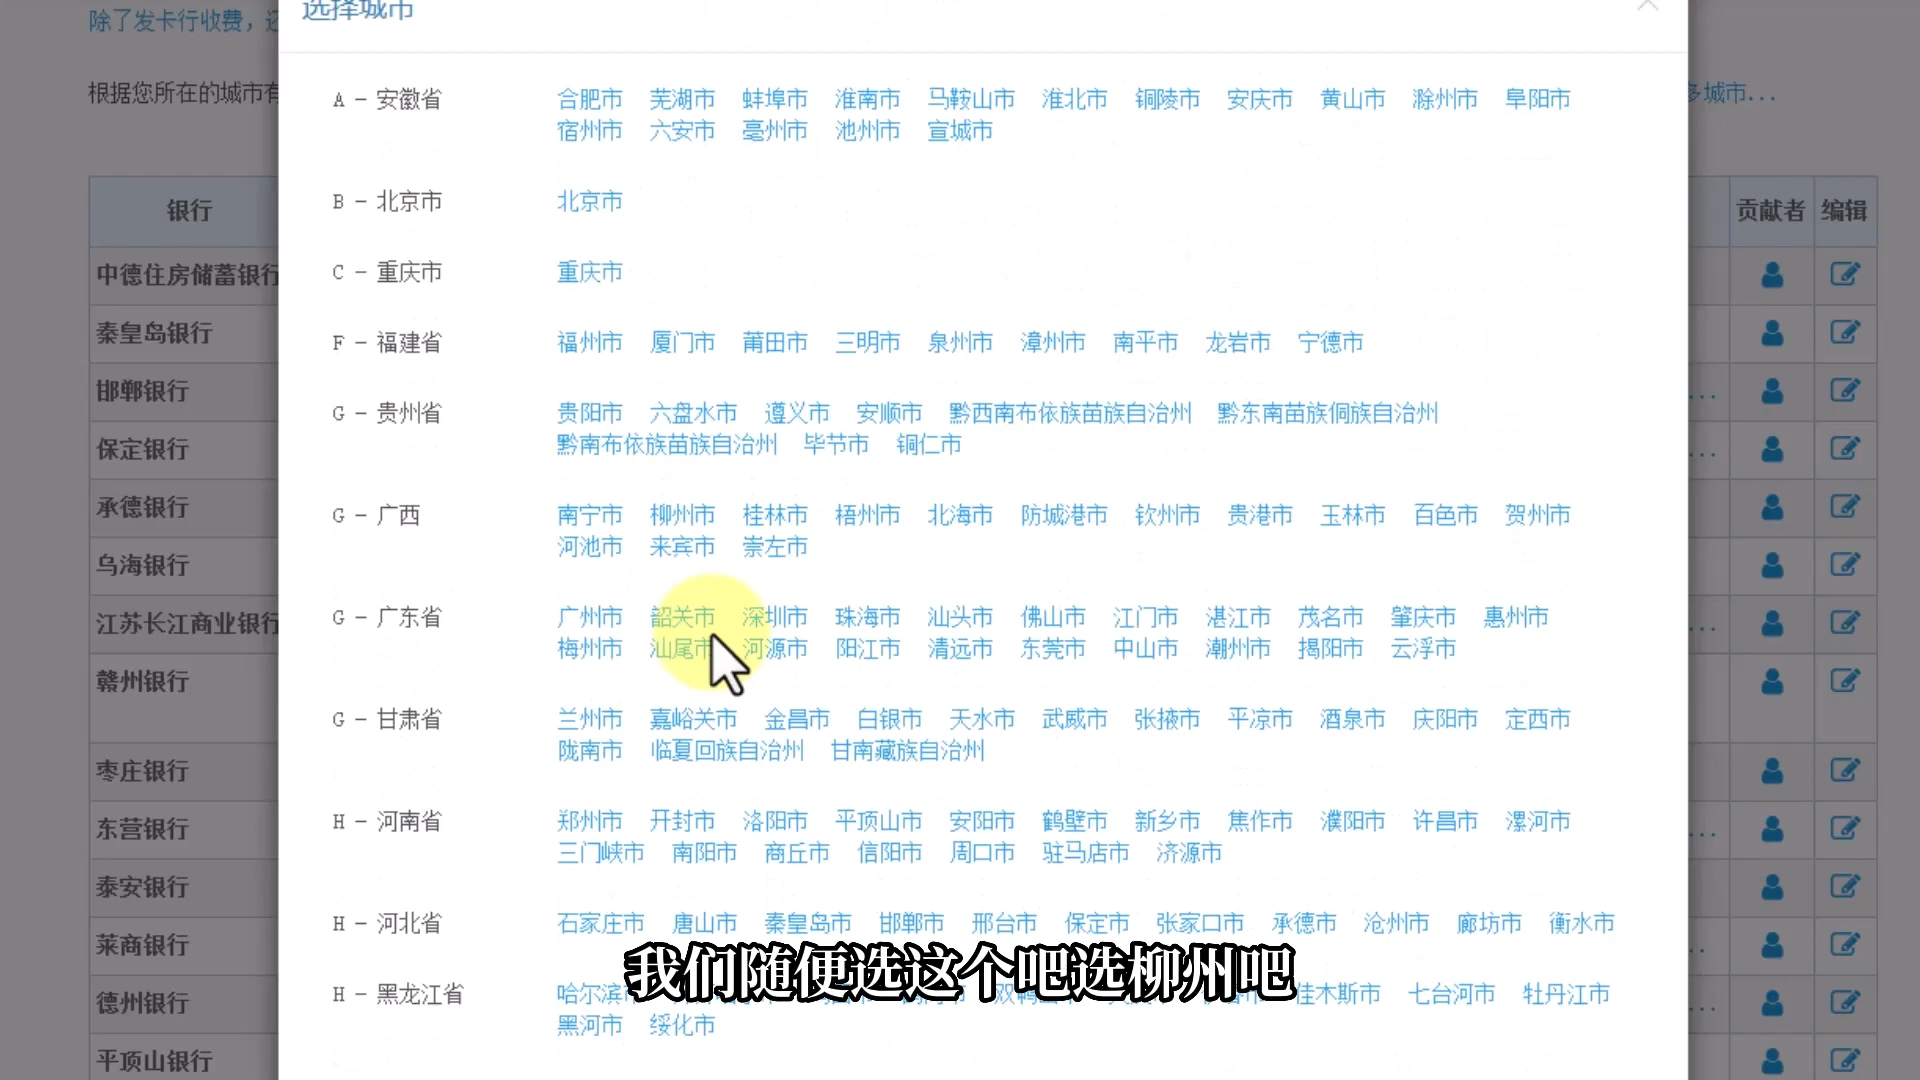 选择城市
除了发卡行收费，还
根据您所在的城市有
多城市...
A - 安徽省 合肥市 芜湖市 蚌埠市 淮南市 马鞍山市 淮北市 铜陵市 安庆市 黄山市 滁州市 阜阳市
宿州市 六安市 亳州市 池州市 宣城市
B - 北京市 北京市
银行 贡献者 编辑
C - 重庆市 重庆市
中德住房储蓄银行
秦皇岛银行
F - 福建省 福州市 厦门市 莆田市 三明市 泉州市 漳州市 南平市 龙岩市 宁德市
邯郸银行
G - 贵州省 贵阳市 六盘水市 遵义市 安顺市 黔西南布依族苗族自治州 黔东南苗族侗族自治州
黔南布依族苗族自治州 毕节市 铜仁市
保定银行
承德银行
G - 广西 南宁市 柳州市 桂林市 梧州市 北海市 防城港市 钦州市 贵港市 玉林市 百色市 贺州市
河池市 来宾市 崇左市
乌海银行
江苏长江商业银行
G - 广东省 广州市 韶关市 深圳市 珠海市 汕头市 佛山市 江门市 湛江市 茂名市 肇庆市 惠州市
梅州市 汕尾市 河源市 阳江市 清远市 东莞市 中山市 潮州市 揭阳市 云浮市
赣州银行
G - 甘肃省 兰州市 嘉峪关市 金昌市 白银市 天水市 武威市 张掖市 平凉市 酒泉市 庆阳市 定西市
陇南市 临夏回族自治州 甘南藏族自治州
枣庄银行
H - 河南省 郑州市 开封市 洛阳市 平顶山市 安阳市 鹤壁市 新乡市 焦作市 濮阳市 许昌市 漯河市
三门峡市 南阳市 商丘市 信阳市 周口市 驻马店市 济源市
东营银行
泰安银行
H - 河北省 石家庄市 唐山市 秦皇岛市 邯郸市 邢台市 保定市 张家口市 承德市 沧州市 廊坊市 衡水市
莱商银行
我们随便选这个吧选柳州吧
H - 黑龙江省 哈尔滨 佳木斯市 七台河市 牡丹江市
黑河市 绥化市
德州银行
平顶山银行